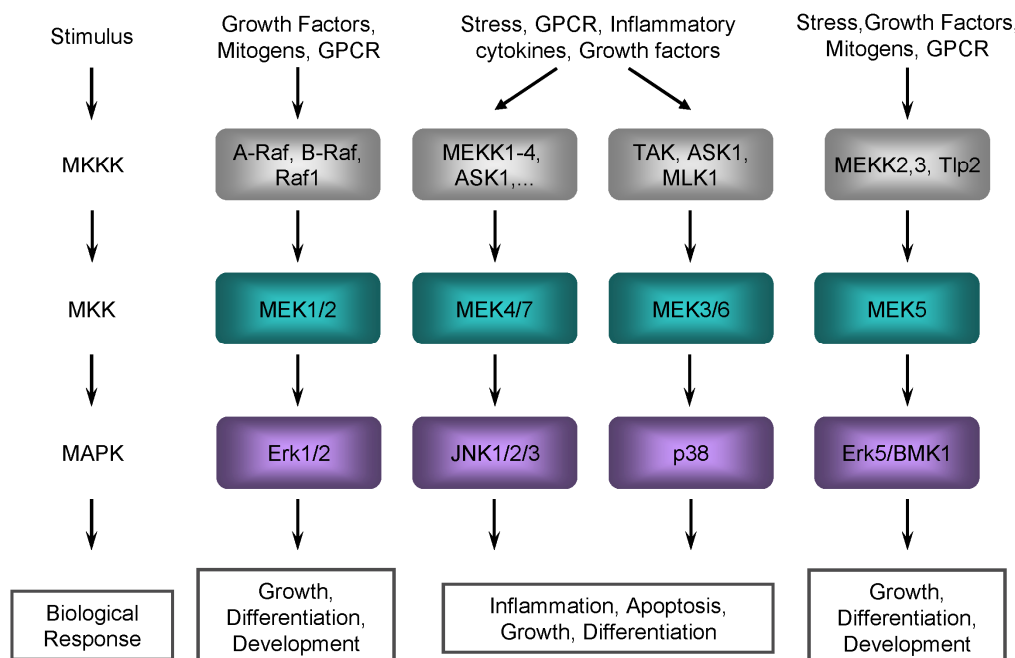 Stimulus
Growth Factors,
Mitogens, GPCR
Stress, GPCR, Inflammatory
cytokines, Growth factors
Stress,Growth Factors,
Mitogens, GPCR
MKKK
A-Raf, B-Raf,
Raf1
MEKK1-4,
ASK1,...
TAK, ASK1,
MLK1
MEKK2,3, Tlp2
MKK
MEK1/2
MEK4/7
MEK3/6
MEK5
MAPK
Erk1/2
JNK1/2/3
p38
Erk5/BMK1
Biological
Response
Growth,
Differentiation,
Development
Inflammation, Apoptosis,
Growth, Differentiation
Growth,
Differentiation,
Development